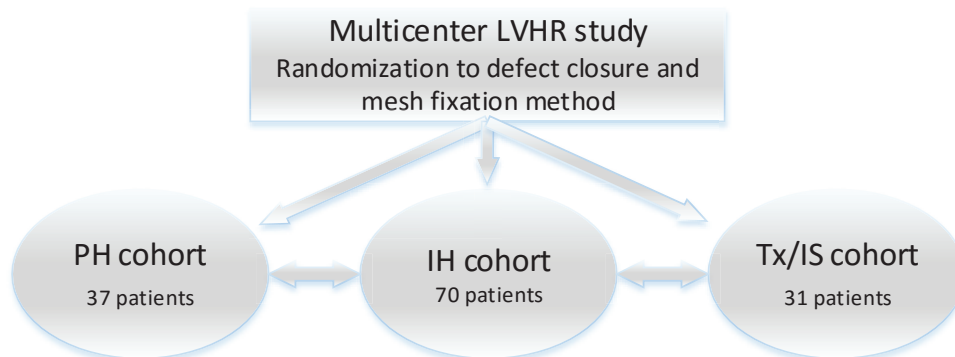 Multicenter LVHR study
Randomization to defect closure and
mesh fixation method
PH cohort
37 patients
IH cohort
70 patients
Tx/IS cohort
31 patients